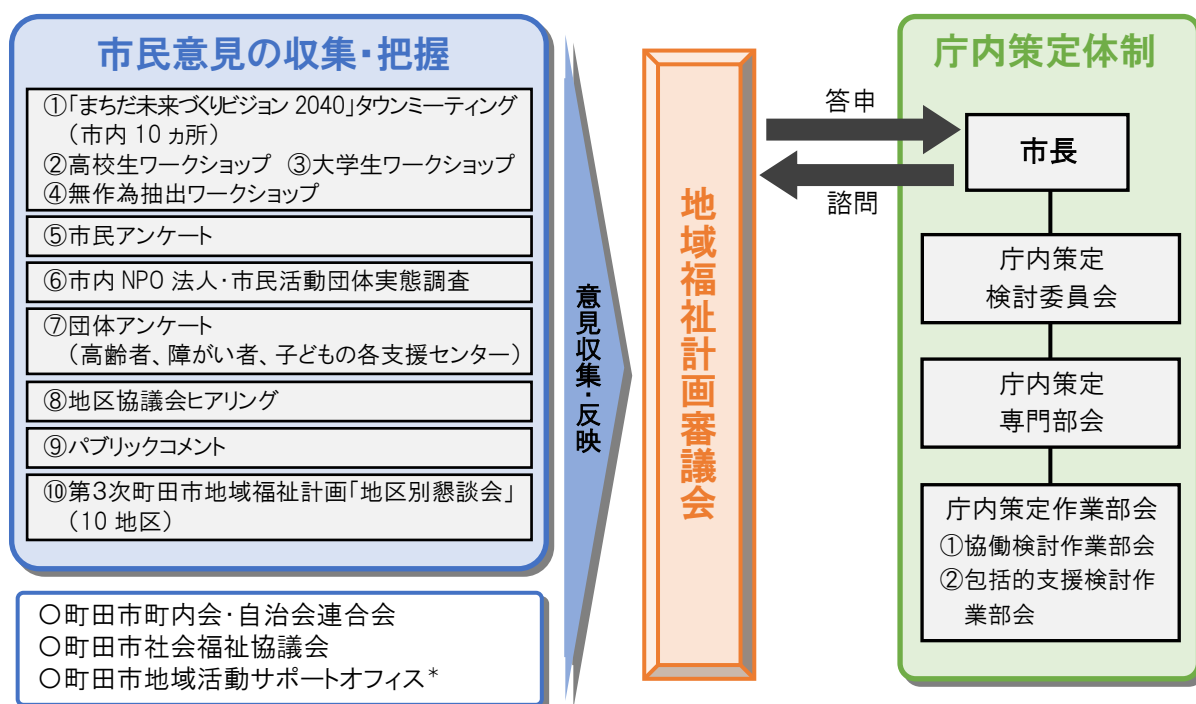 市民意見の収集・把握
①「まちだ未来づくりビジョン 2040」タウンミーティング
（市内 10 ヵ所）
②高校生ワークショップ ③大学生ワークショップ
④無作為抽出ワークショップ
⑤市民アンケート
⑥市内 NPO 法人・市民活動団体実態調査
⑦団体アンケート
（高齢者、障がい者、子どもの各支援センター）
⑧地区協議会ヒアリング
⑨パブリックコメント
⑩第３次町田市地域福祉計画「地区別懇談会」
（10 地区）
○町田市町内会・自治会連合会
○町田市社会福祉協議会
○町田市地域活動サポートオフィス*
意見収集・反映
地域福祉計画審議会
答申
諮問
庁内策定体制
市長
庁内策定
検討委員会
庁内策定
専門部会
庁内策定作業部会
①協働検討作業部会
②包括的支援検討作
業部会